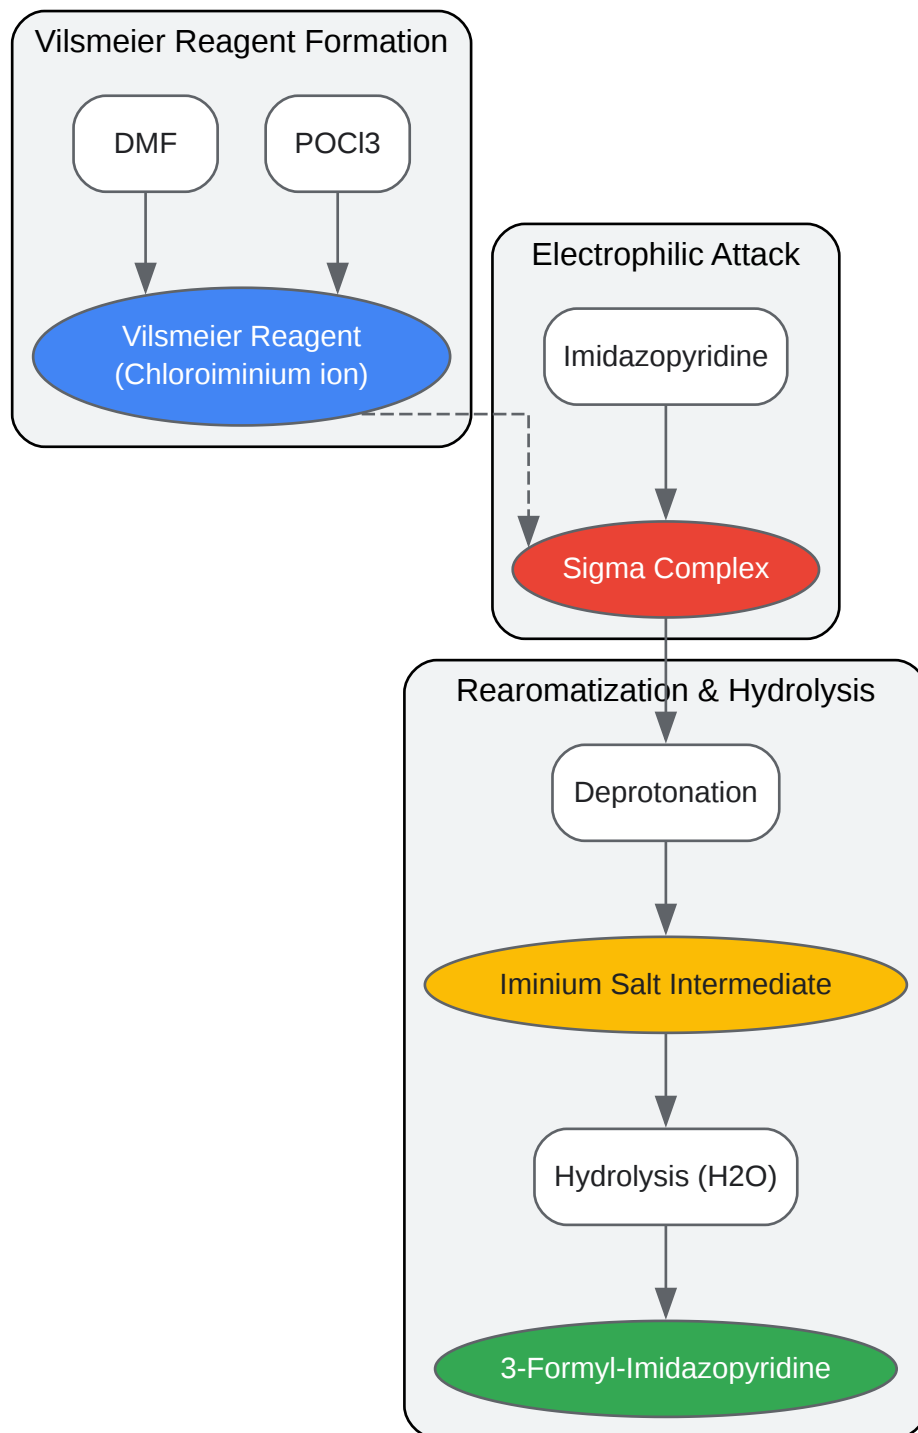 Vilsmeier Reagent Formation
DMF
POCl3
Vilsmeier Reagent
(Chloroiminium ion)
Electrophilic Attack
Imidazopyridine
Sigma Complex
Rearomatization & Hydrolysis
Deprotonation
Iminium Salt Intermediate
Hydrolysis (H2O)
3-Formyl-Imidazopyridine